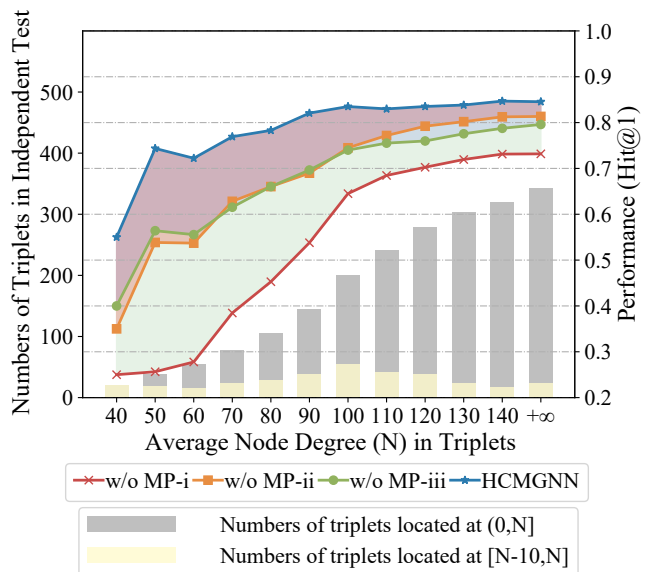 Numbers of Triplets in Independent Test
500
400
300
200
100
0
1.0
0.9
0.8
0.7
0.6
0.5
0.4
0.3
0.2
Performance (Hit@1)
40 50 60 70 80 90 100 110 120 130 140 +∞
Average Node Degree (N) in Triplets
w/o MP-i w/o MP-ii w/o MP-iii HCMGNN
Numbers of triplets located at (0,N]
Numbers of triplets located at [N-10,N]